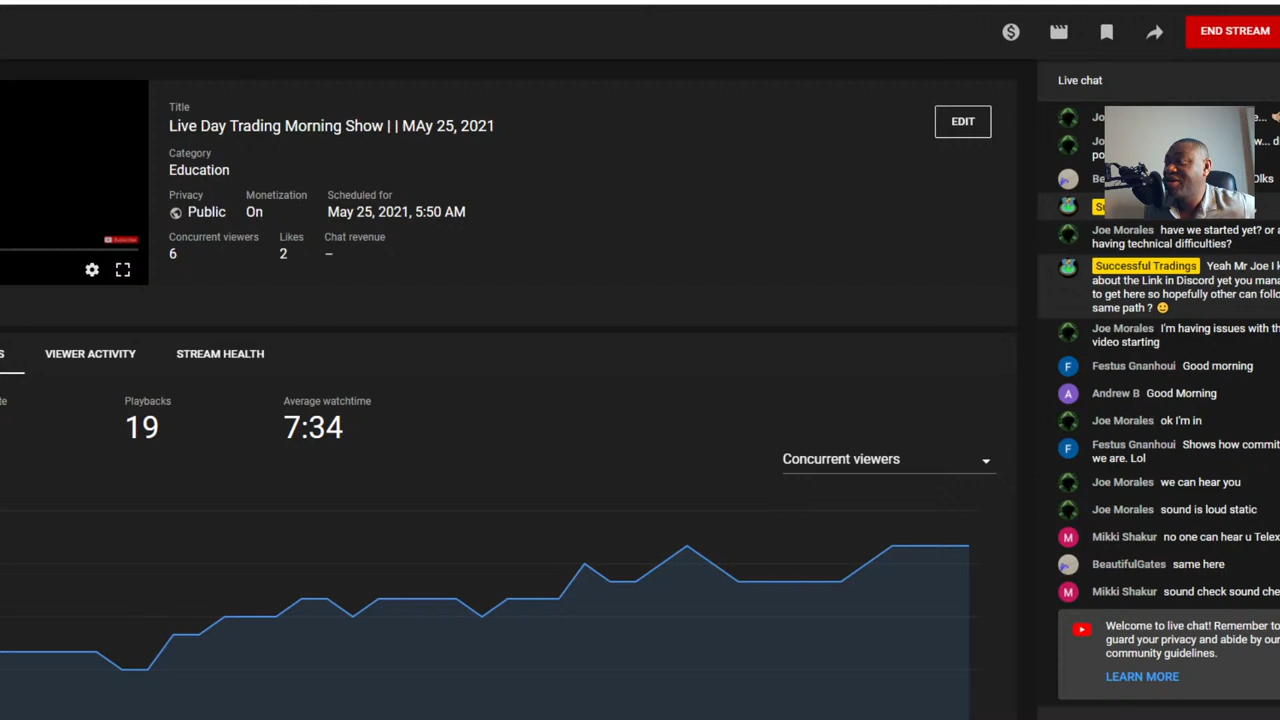 END STREAM
Title
Live Day Trading Morning Show | | MAy 25, 2021
EDIT
Category
Education
Privacy
Monetization
Scheduled for
Public
On
May 25, 2021, 5:50 AM
Concurrent viewers
Likes
Chat revenue
6
2
–
VIEWER ACTIVITY
STREAM HEALTH
Playbacks
Average watchtime
19
7:34
Concurrent viewers
Live chat
Joe Morales have we started yet? or a
having technical difficulties?
Successful Tradings Yeah Mr Joe I k
about the Link in Discord yet you mana
to get here so hopefully other can follo
same path ?
Joe Morales I'm having issues with th
video starting
Festus Gnanhoui Good morning
Andrew B Good Morning
Joe Morales ok I'm in
Festus Gnanhoui Shows how commit
we are. Lol
Joe Morales we can hear you
Joe Morales sound is loud static
Mikki Shakur no one can hear u Telex
BeautifulGates same here
Mikki Shakur sound check sound che
Welcome to live chat! Remember to
guard your privacy and abide by our
community guidelines.
LEARN MORE